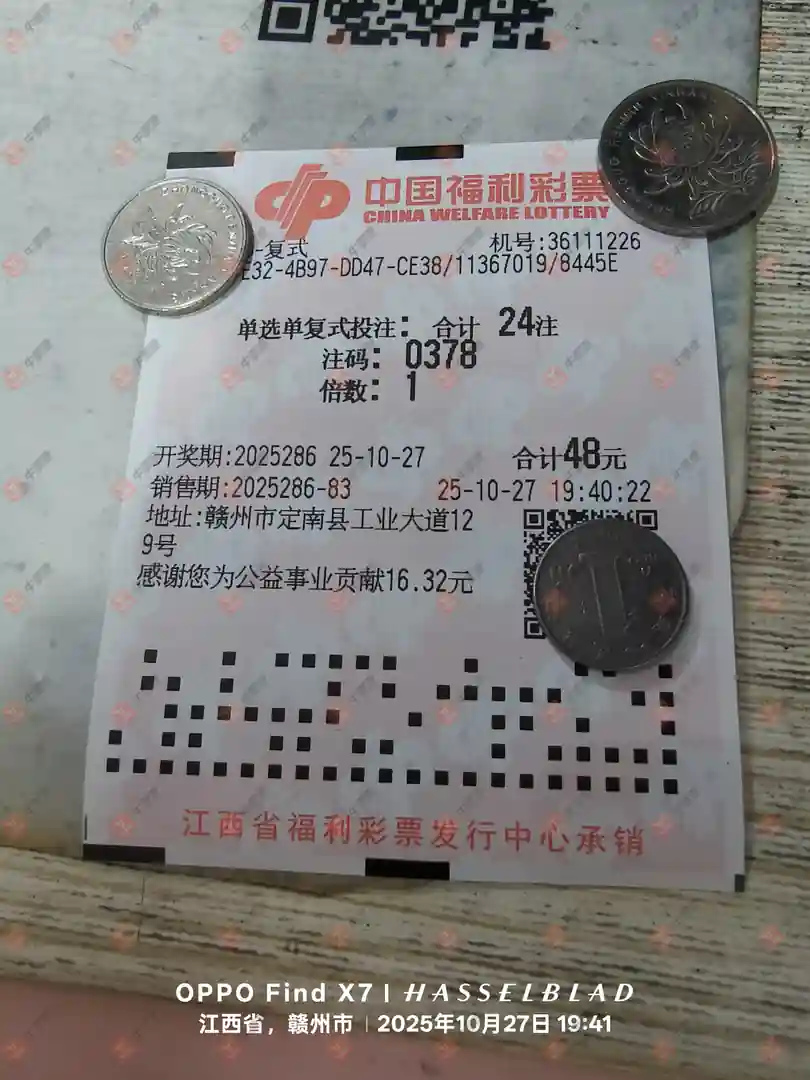 中国福利彩票
CHINA WELFARE LOTTERY
-复式 机号:36111226
E32-4B97-DD47-CE38/11367019/8445E
单选单复式投注: 合计 24注
注码: 0378
倍数: 1
开奖期:2025286 25-10-27 合计48元
销售期:2025286-83 25-10-27 19:40:22
地址:赣州市定南县工业大道12
9号
感谢您为公益事业贡献16.32元
江西省福利彩票发行中心承销
OPPO Find X7 | HASSELBLAD
江西省，赣州市 | 2025年10月27日 19:41